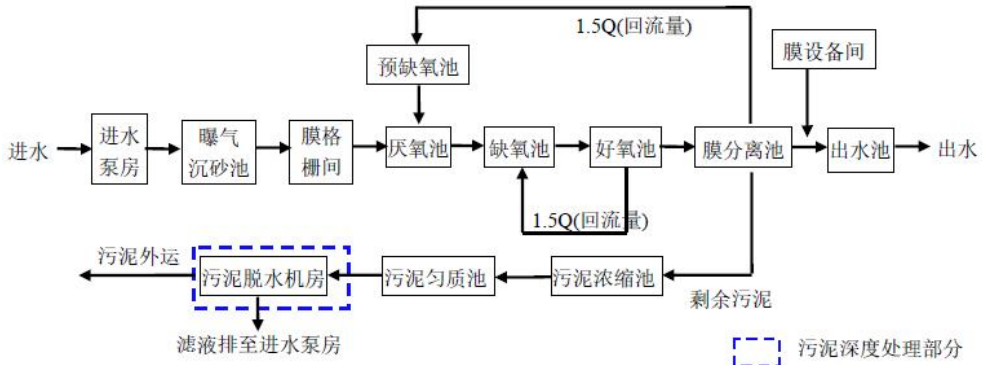 1.5Q(回流量)
预缺氧池
膜设备间
进水
进水
泵房
曝气
沉砂池
膜格
栅间
厌氧池
缺氧池
好氧池
膜分离池
出水池
出水
1.5Q(回流量)
污泥外运
污泥脱水机房
污泥匀质池
污泥浓缩池
剩余污泥
滤液排至进水泵房
污泥深度处理部分